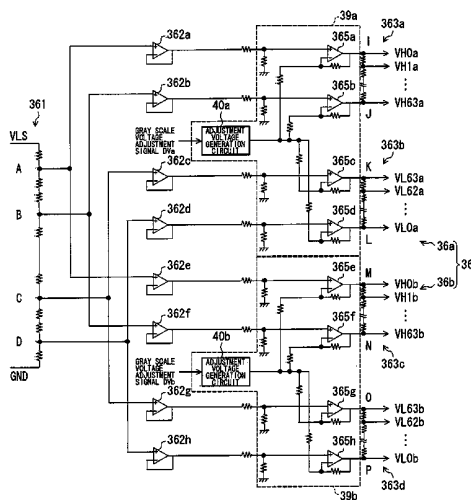 39a
363a
362a
365a
I
VH0a
VH1a
361
362b
365b
VH63a
J
40a
VLS
GRAY SCALE
VOLTAGE
ADJUSTMENT
SIGNAL DVa
ADJUSTMENT
VOLTAGE
GENERATION
CIRCUIT
363b
A
362c
365c
K
VL63a
VL62a
B
362d
365d
VL0a
L
36a
36
362e
365e
M
VH0b
36b
VH1b
C
362f
365f
VH63b
N
D
40b
363c
GRAY SCALE
VOLTAGE
ADJUSTMENT
SIGNAL DVb
ADJUSTMENT
VOLTAGE
GENERATION
CIRCUIT
GND
362g
365g
O
VL63b
VL62b
362h
365h
VL0b
P
363d
39b